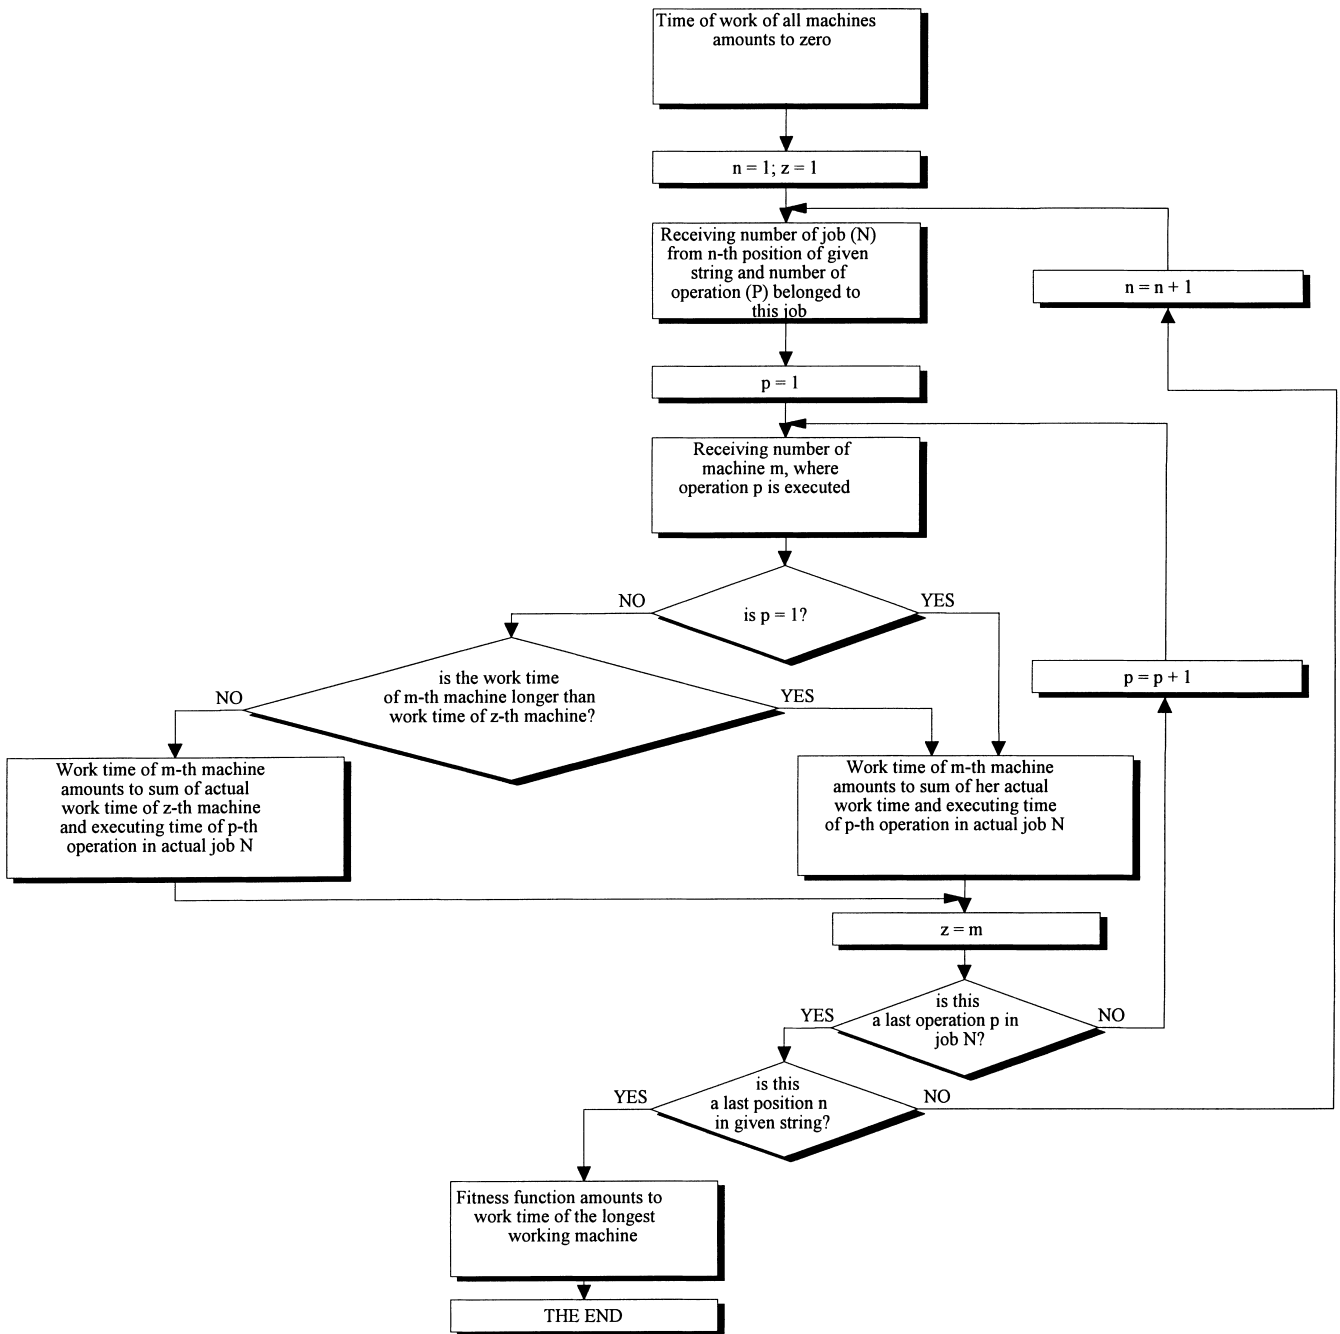 Time of work of all machines
amounts to zero
n = 1; z = 1
Receiving number of job (N)
from n-th position of given
string and number of
operation (P) belonged to
this job
n = n + 1
p = 1
Receiving number of
machine m, where
operation p is executed
NO
YES
is p = 1?
is the work time
of m-th machine longer than
work time of z-th machine?
NO
YES
p = p + 1
Work time of m-th machine
amounts to sum of actual
work time of z-th machine
and executing time of p-th
operation in actual job N
Work time of m-th machine
amounts to sum of her actual
work time and executing time
of p-th operation in actual job N
z = m
is this
a last operation p in
job N?
YES
NO
is this
a last position n
in given string?
YES
NO
Fitness function amounts to
work time of the longest
working machine
THE END